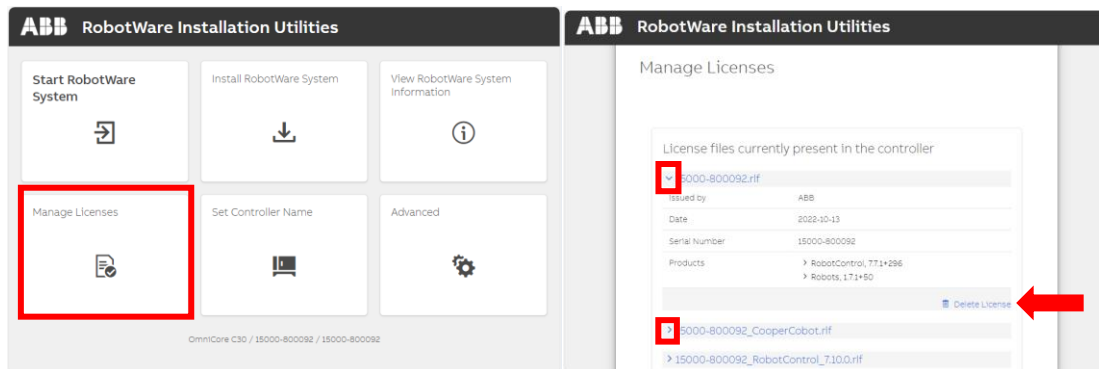 ABB RobotWare Installation Utilities
Start RobotWare
System
Install RobotWare System
View RobotWare System
Information
Manage Licenses
Set Controller Name
Advanced
OmniCore C30 / 15000-800092 / 15000-800092
ABB RobotWare Installation Utilities
Manage Licenses
License files currently present in the controller
15000-800092.rlf
Issued by ABB
Date 2022-10-13
Serial Number 15000-800092
Products > RobotControl, 7.7.1+296
> Robots, 1.7.1+50
Delete License
> 15000-800092_CooperCobot.rlf
> 15000-800092_RobotControl_7.10.0.rlf